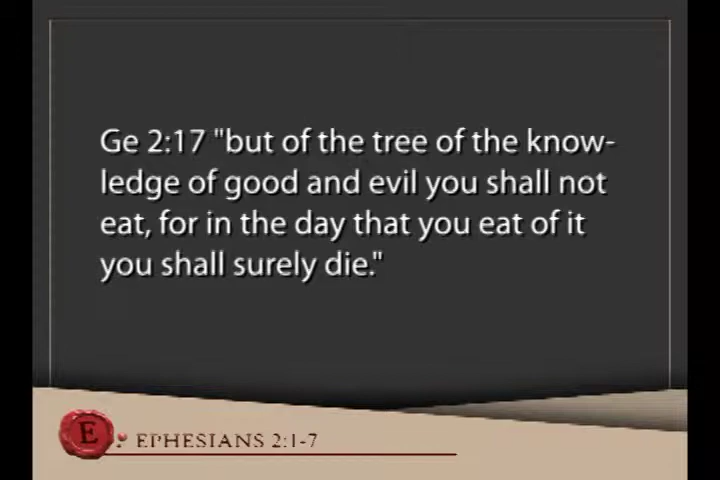 Ge 2:17 "but of the tree of the know-
ledge of good and evil you shall not
eat, for in the day that you eat of it
you shall surely die."
E
EPHESIANS 2:1-7